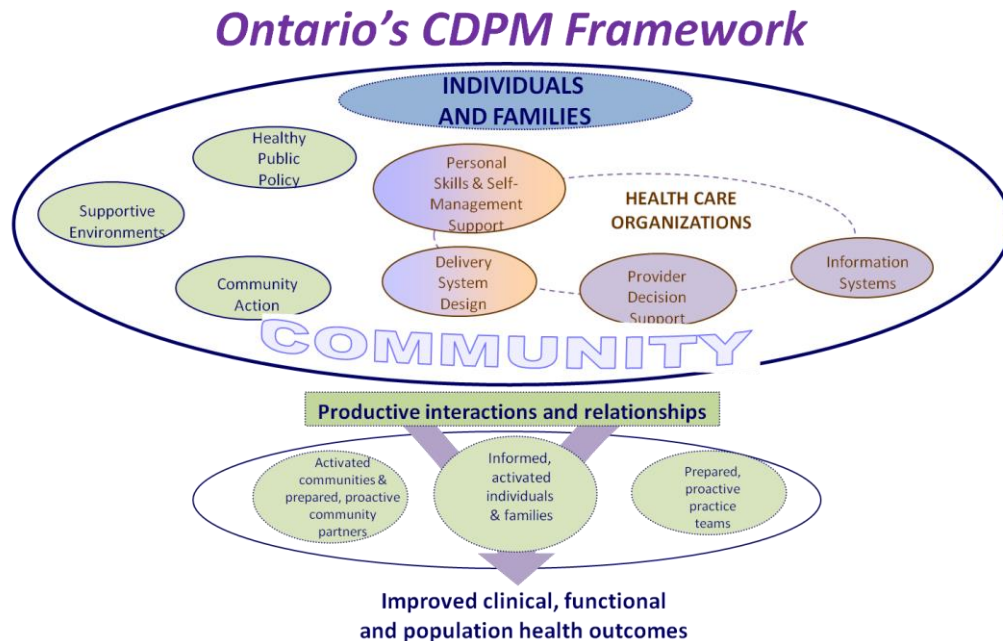 Ontario's CDPM Framework
INDIVIDUALS
AND FAMILIES
Healthy
Public
Policy
Personal
Skills & Self-
Management
Support
HEALTH CARE
ORGANIZATIONS
Supportive
Environments
Community
Action
Delivery
System
Design
Provider
Decision
Support
Information
Systems
COMMUNITY
Productive interactions and relationships
Activated
communities &
prepared, proactive
community
partners
Informed,
activated
individuals
& families
Prepared,
proactive
practice
teams
Improved clinical, functional
and population health outcomes